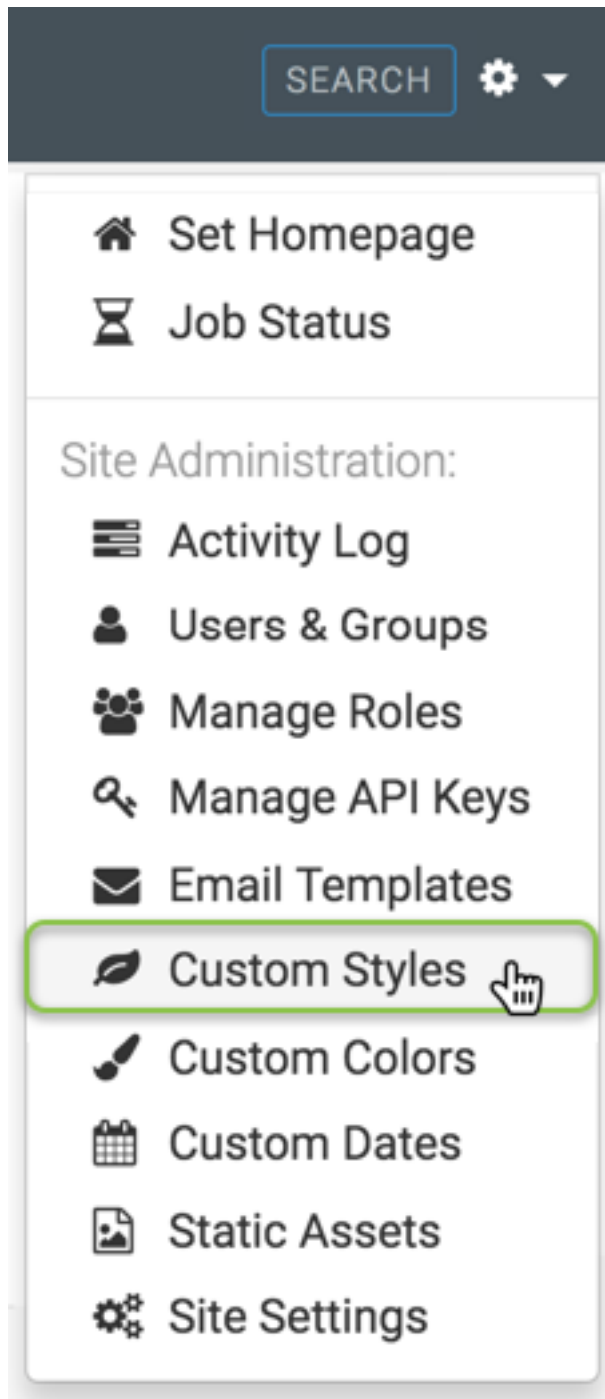 SEARCH
Set Homepage
Job Status
Site Administration:
Activity Log
Users & Groups
Manage Roles
Manage API Keys
Email Templates
Custom Styles
Custom Colors
Custom Dates
Static Assets
Site Settings